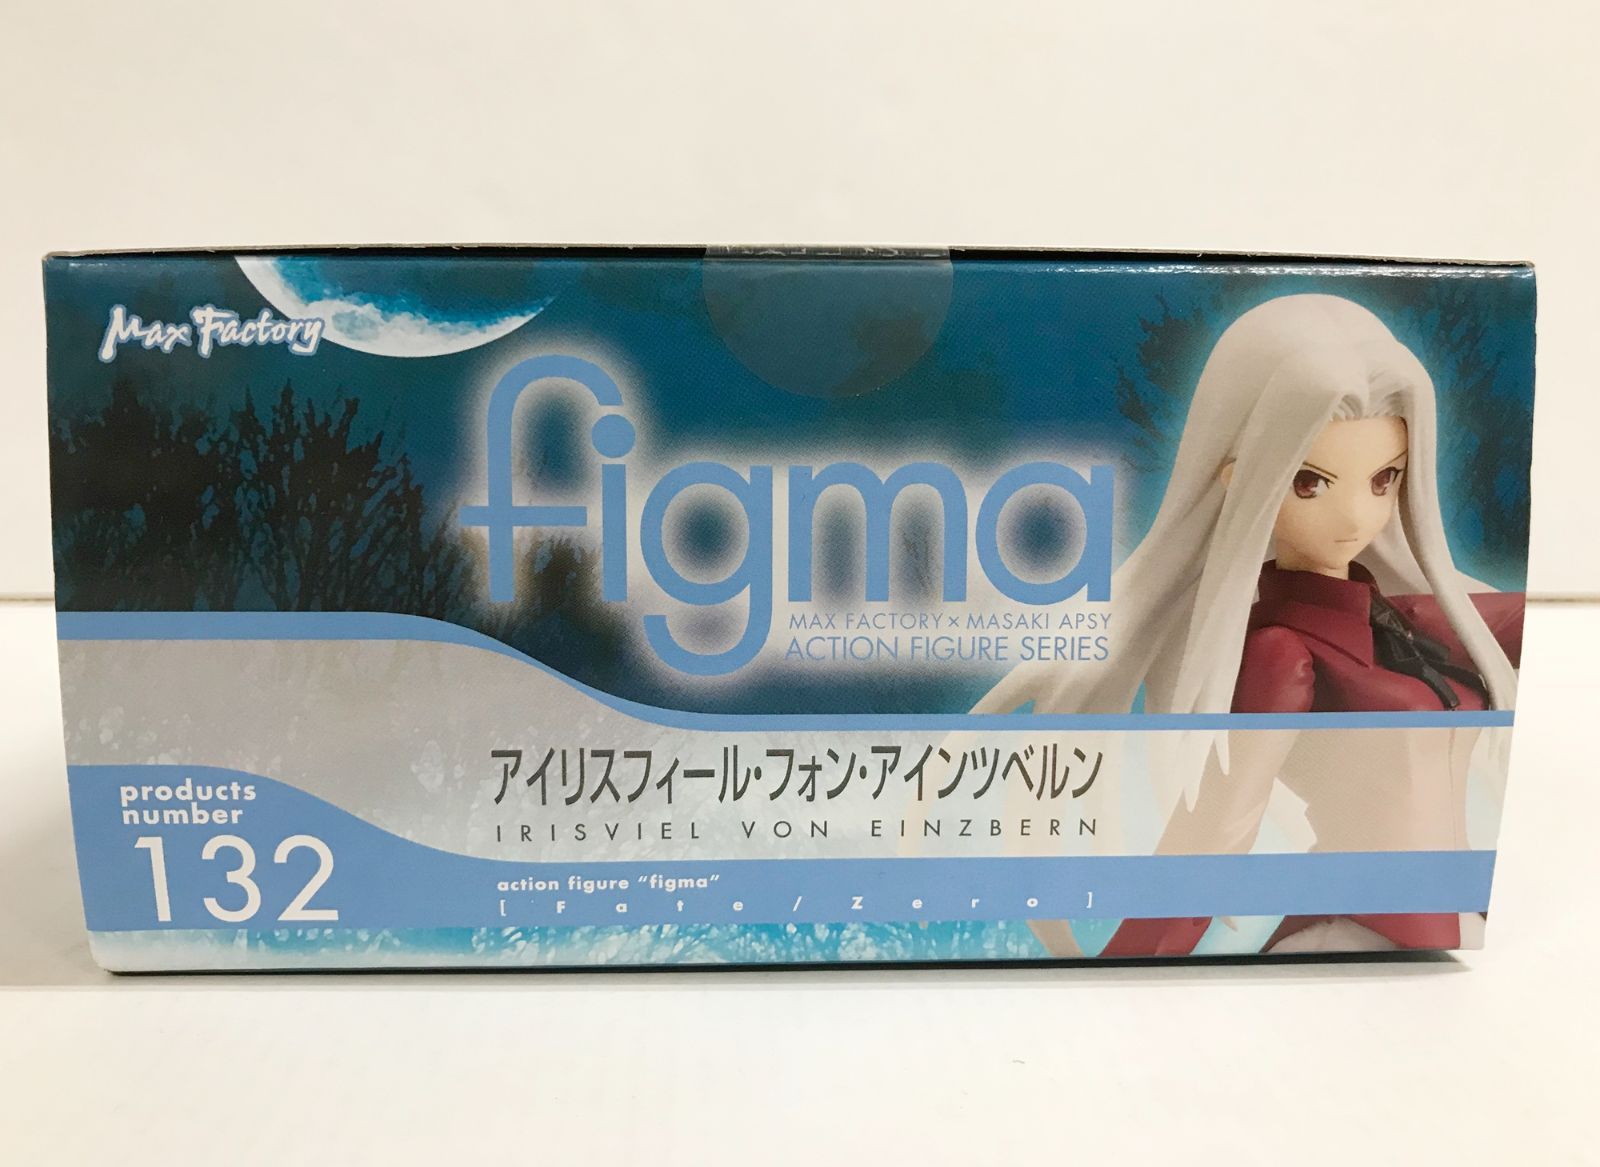 Max Factory
figma
MAX FACTORY×MASAKI APSY
ACTION FIGURE SERIES
アイリスフィール・フォン・アインツベルン
IRISVIEL VON EINZBERN
products
number
132
action figure "figma"
[ Fate/Zero ]